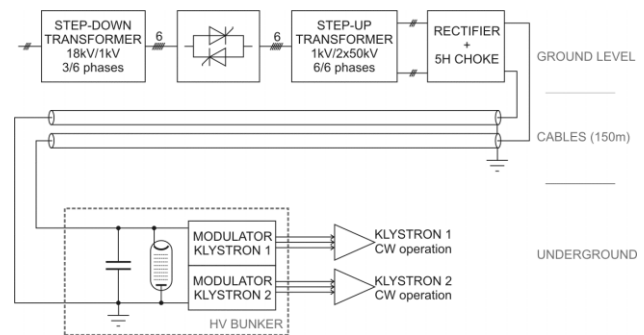 STEP-DOWN
TRANSFORMER
18kV/1kV
3/6 phases
6
6
STEP-UP
TRANSFORMER
1kV/2x50kV
6/6 phases
RECTIFIER
+
5H CHOKE
GROUND LEVEL
CABLES (150m)
UNDERGROUND
MODULATOR
KLYSTRON 1
KLYSTRON 1
CW operation
MODULATOR
KLYSTRON 2
KLYSTRON 2
CW operation
HV BUNKER